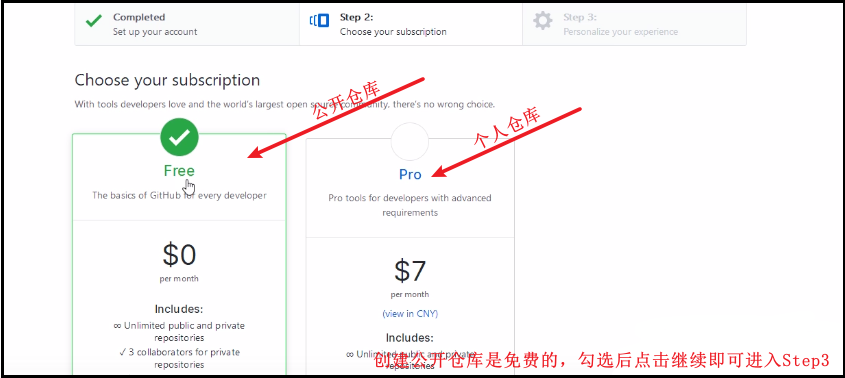 Completed
Set up your account
Step 2:
Choose your subscription
Step 3:
Personalize your experience
Choose your subscription
With tools developers love and the world's largest open source community, there's no wrong choice.
公开仓库
个人仓库
Free
The basics of GitHub for every developer
$0
per month
Includes:
∞ Unlimited public and private
repositories
✓ 3 collaborators for private
repositories
Pro
Pro tools for developers with advanced
requirements
$7
per month
(view in CNY)
Includes:
∞ Unlimited public and private
repositories
创建公开仓库是免费的，勾选后点击继续即可进入Step3